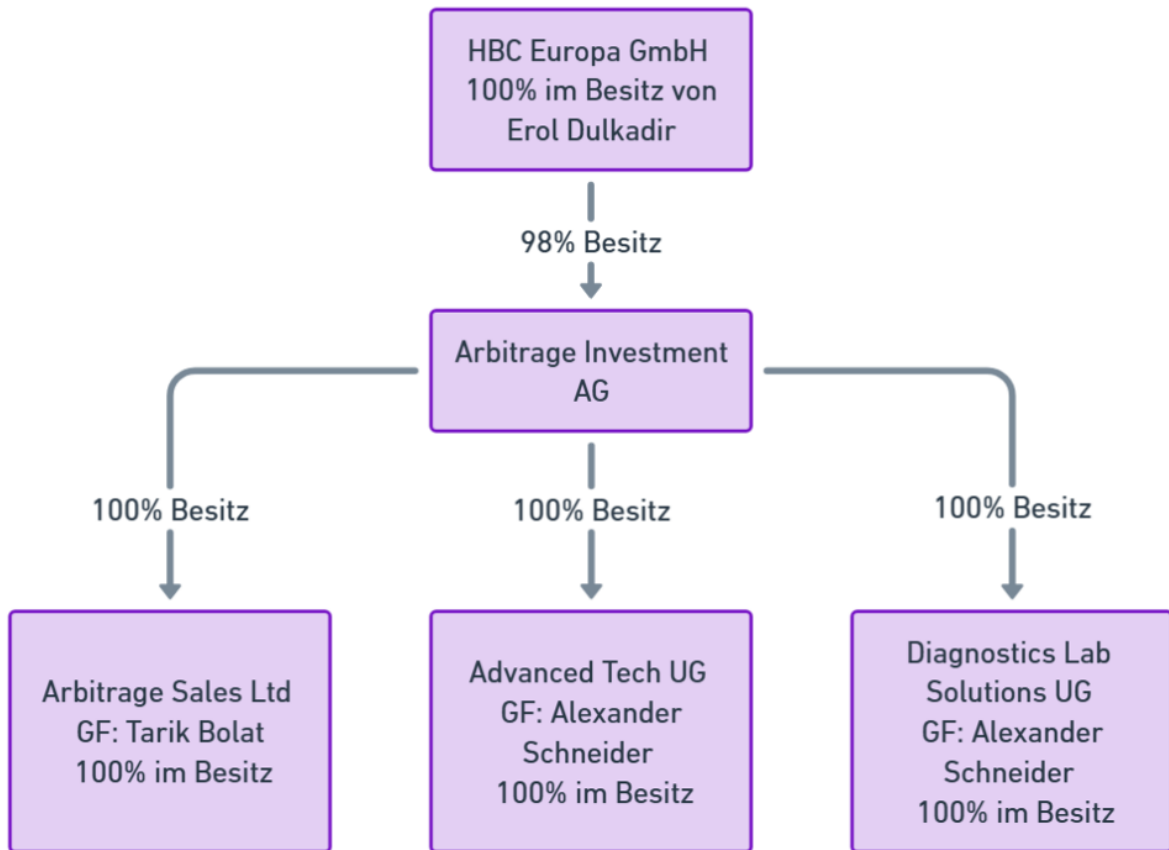 HBC Europa GmbH
100% im Besitz von
Erol Dulkadir
98% Besitz
Arbitrage Investment
AG
100% Besitz
100% Besitz
100% Besitz
Arbitrage Sales Ltd
GF: Tarik Bolat
100% im Besitz
Advanced Tech UG
GF: Alexander
Schneider
100% im Besitz
Diagnostics Lab
Solutions UG
GF: Alexander
Schneider
100% im Besitz